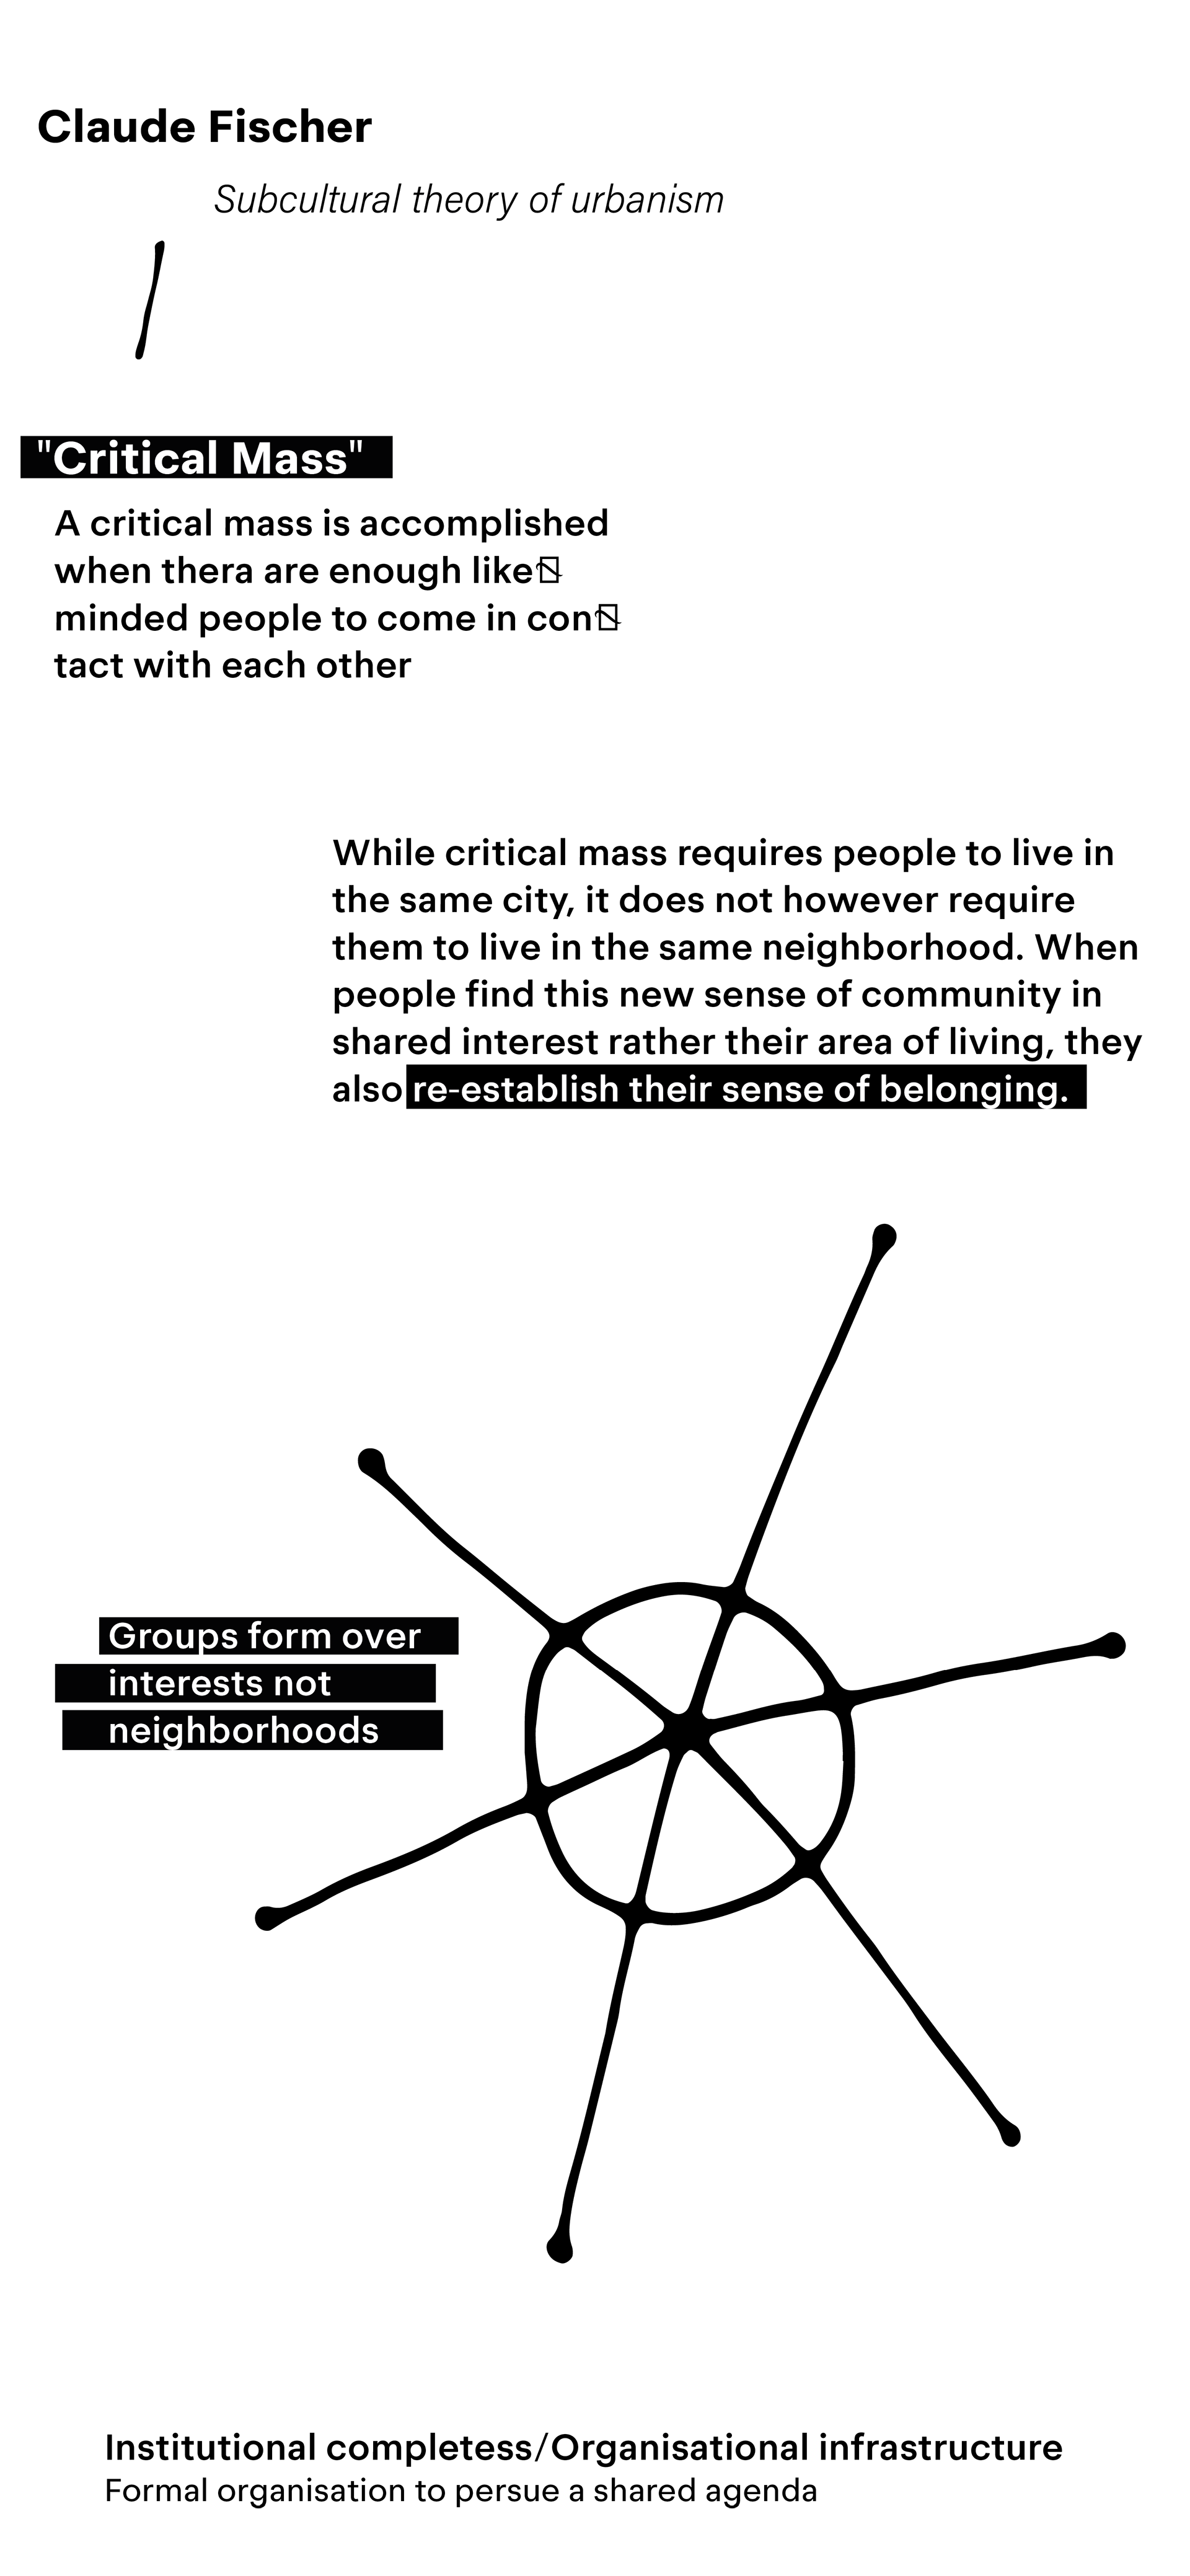 Claude Fischer
Subcultural theory of urbanism
"Critical Mass"
A critical mass is accomplished
when thera are enough like
minded people to come in con
tact with each other
While critical mass requires people to live in
the same city, it does not however require
them to live in the same neighborhood. When
people find this new sense of community in
shared interest rather their area of living, they
also re-establish their sense of belonging.
Groups form over
interests not
neighborhoods
Institutional completess/Organisational infrastructure
Formal organisation to persue a shared agenda